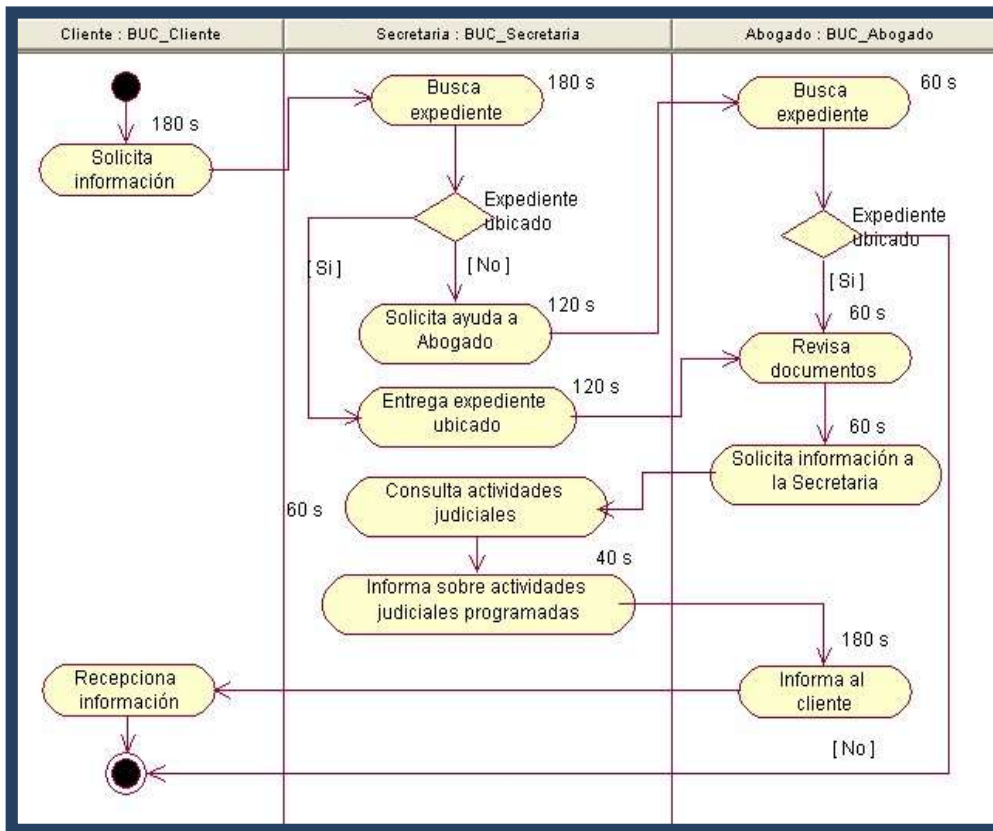 Cliente : BUC_Cliente
Secretaria : BUC_Secretaria
Abogado : BUC_Abogado
180 s
Solicita
información
Busca
expediente
180 s
Busca
expediente
60 s
Expediente
ubicado
[ Si ]
[ No ]
Expediente
ubicado
[ Si ]
Solicita ayuda a
Abogado
120 s
60 s
Revisa
documentos
Entrega expediente
ubicado
120 s
60 s
Solicita información a
la Secretaria
Consulta actividades
judiciales
60 s
40 s
Informa sobre actividades
judiciales programadas
180 s
Informa al
cliente
Recepciona
información
[ No ]